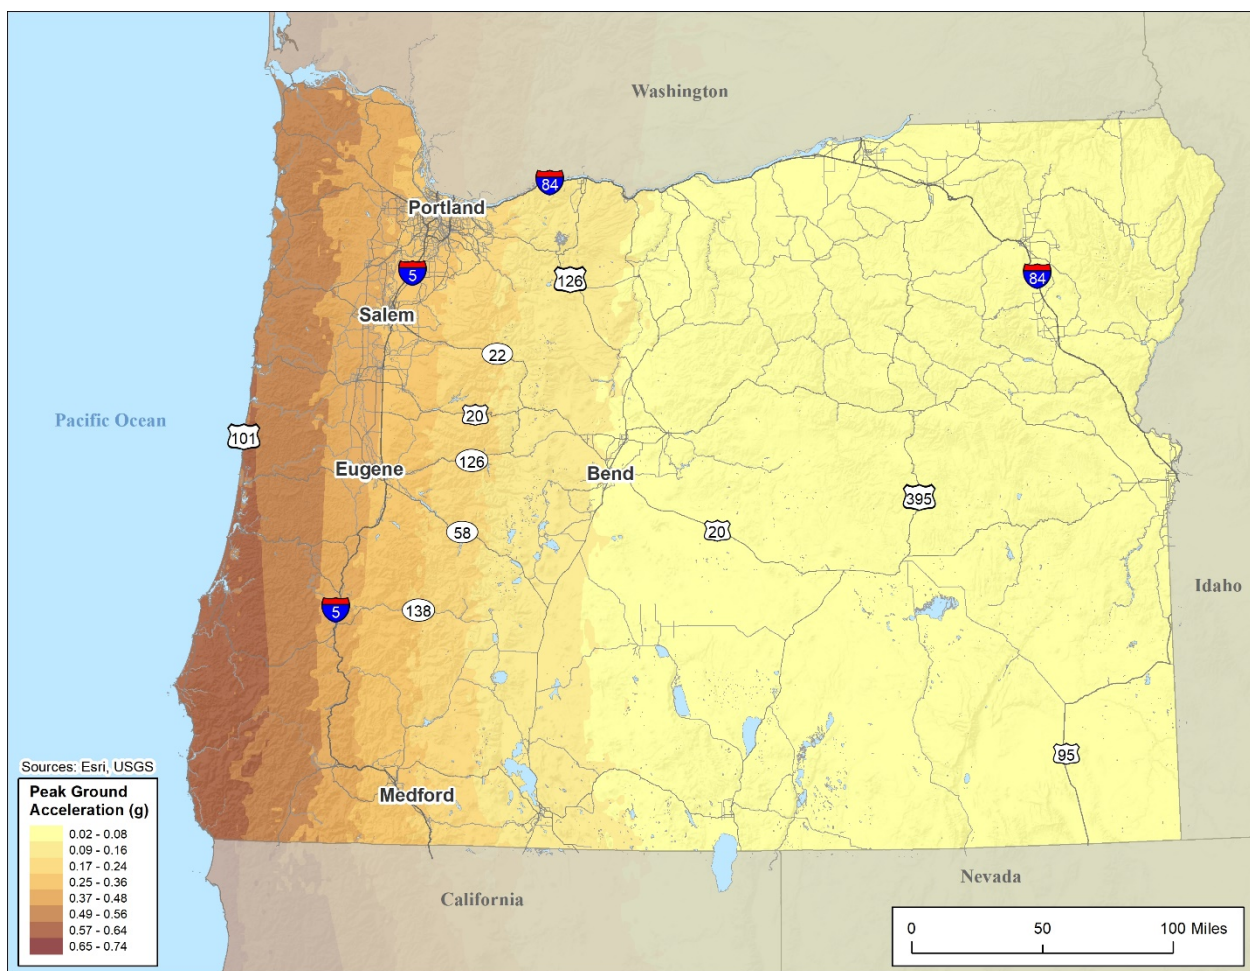 Washington
84
Portland
5
126
84
Salem
22
Pacific Ocean
20
101
Eugene
126
Bend
395
58
20
Idaho
5
138
95
Sources: Esri, USGS
Peak Ground
Acceleration (g)
0.02 - 0.08
0.09 - 0.16
0.17 - 0.24
0.25 - 0.36
0.37 - 0.48
0.49 - 0.56
0.57 - 0.64
0.65 - 0.74
Medford
California
Nevada
0 50 100 Miles